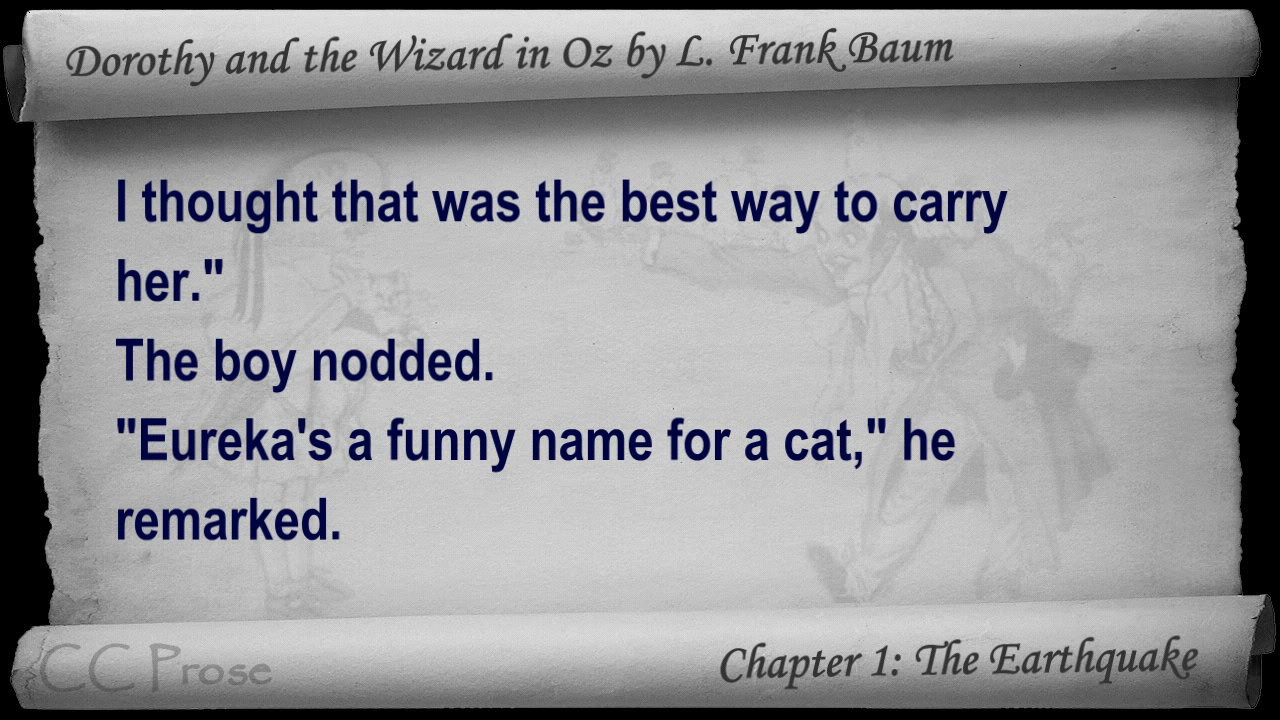 Dorothy and the Wizard in Oz by L. Frank Baum
I thought that was the best way to carry
her."
The boy nodded.
"Eureka's a funny name for a cat," he
remarked.
CC Prose
Chapter 1: The Earthquake